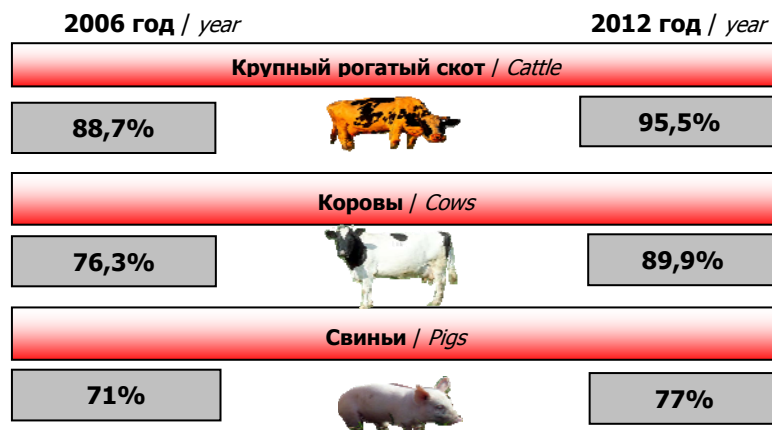 2006 год / year 2012 год / year
Крупный рогатый скот / Cattle
88,7% 95,5%
Коровы / Cows
76,3% 89,9%
Свиньи / Pigs
71% 77%